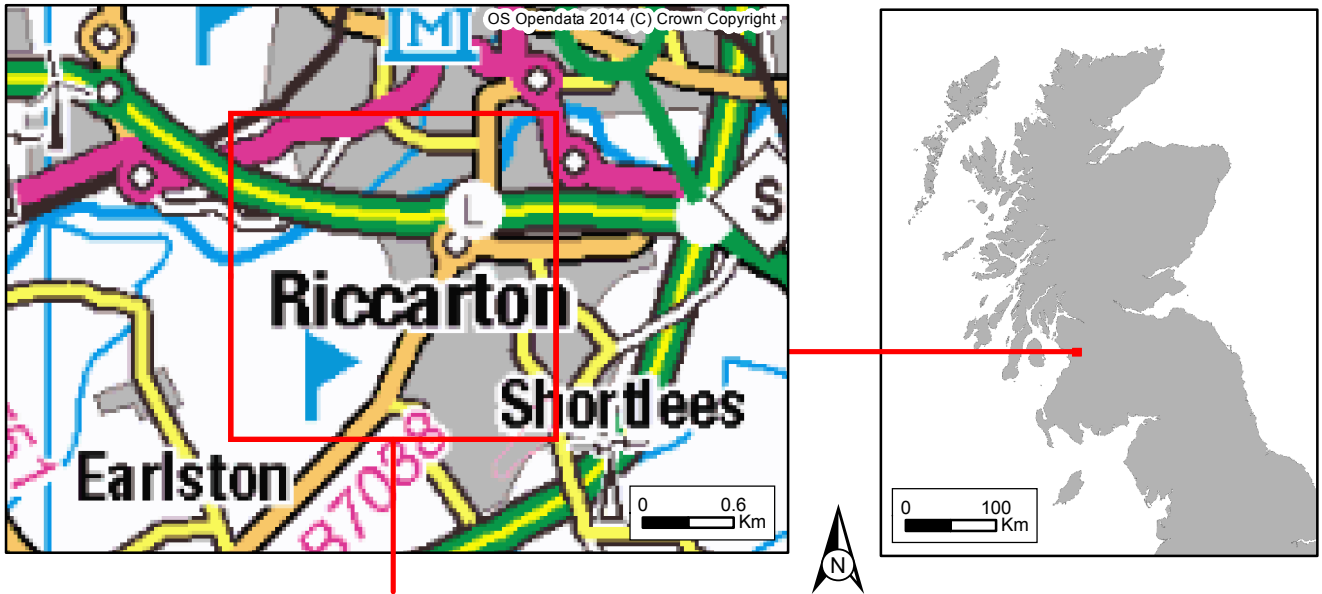 OS Opendata 2014 (C) Crown Copyright
M
S
L
Riccarton
Shortlees
Earlston
B7038
0 0.6
Km
N
0 100
Km